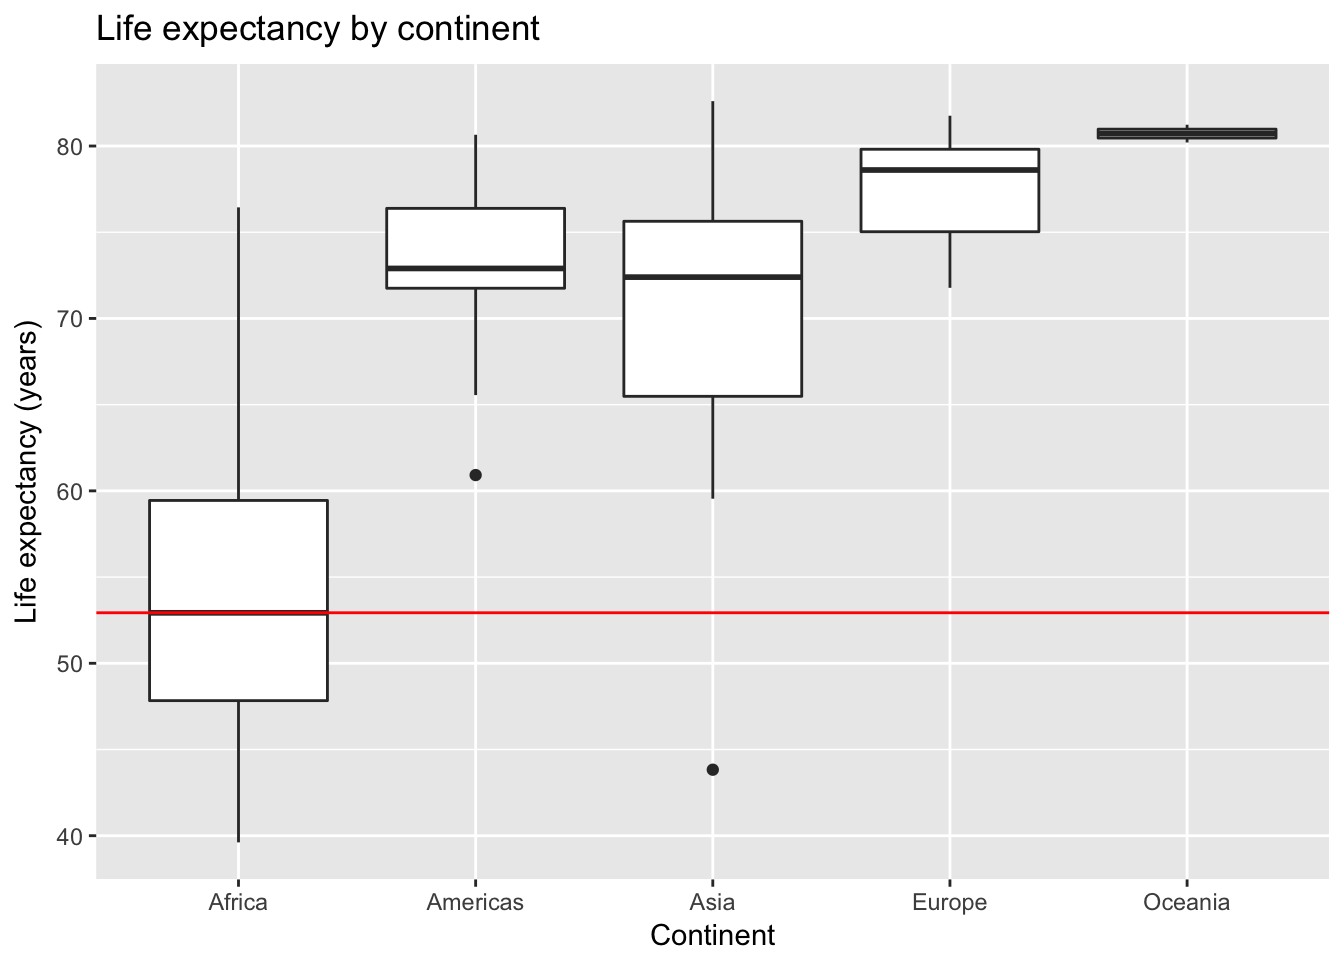 Life expectancy by continent
Life expectancy (years)
80
70
60
50
40
Africa Americas Asia Europe Oceania
Continent